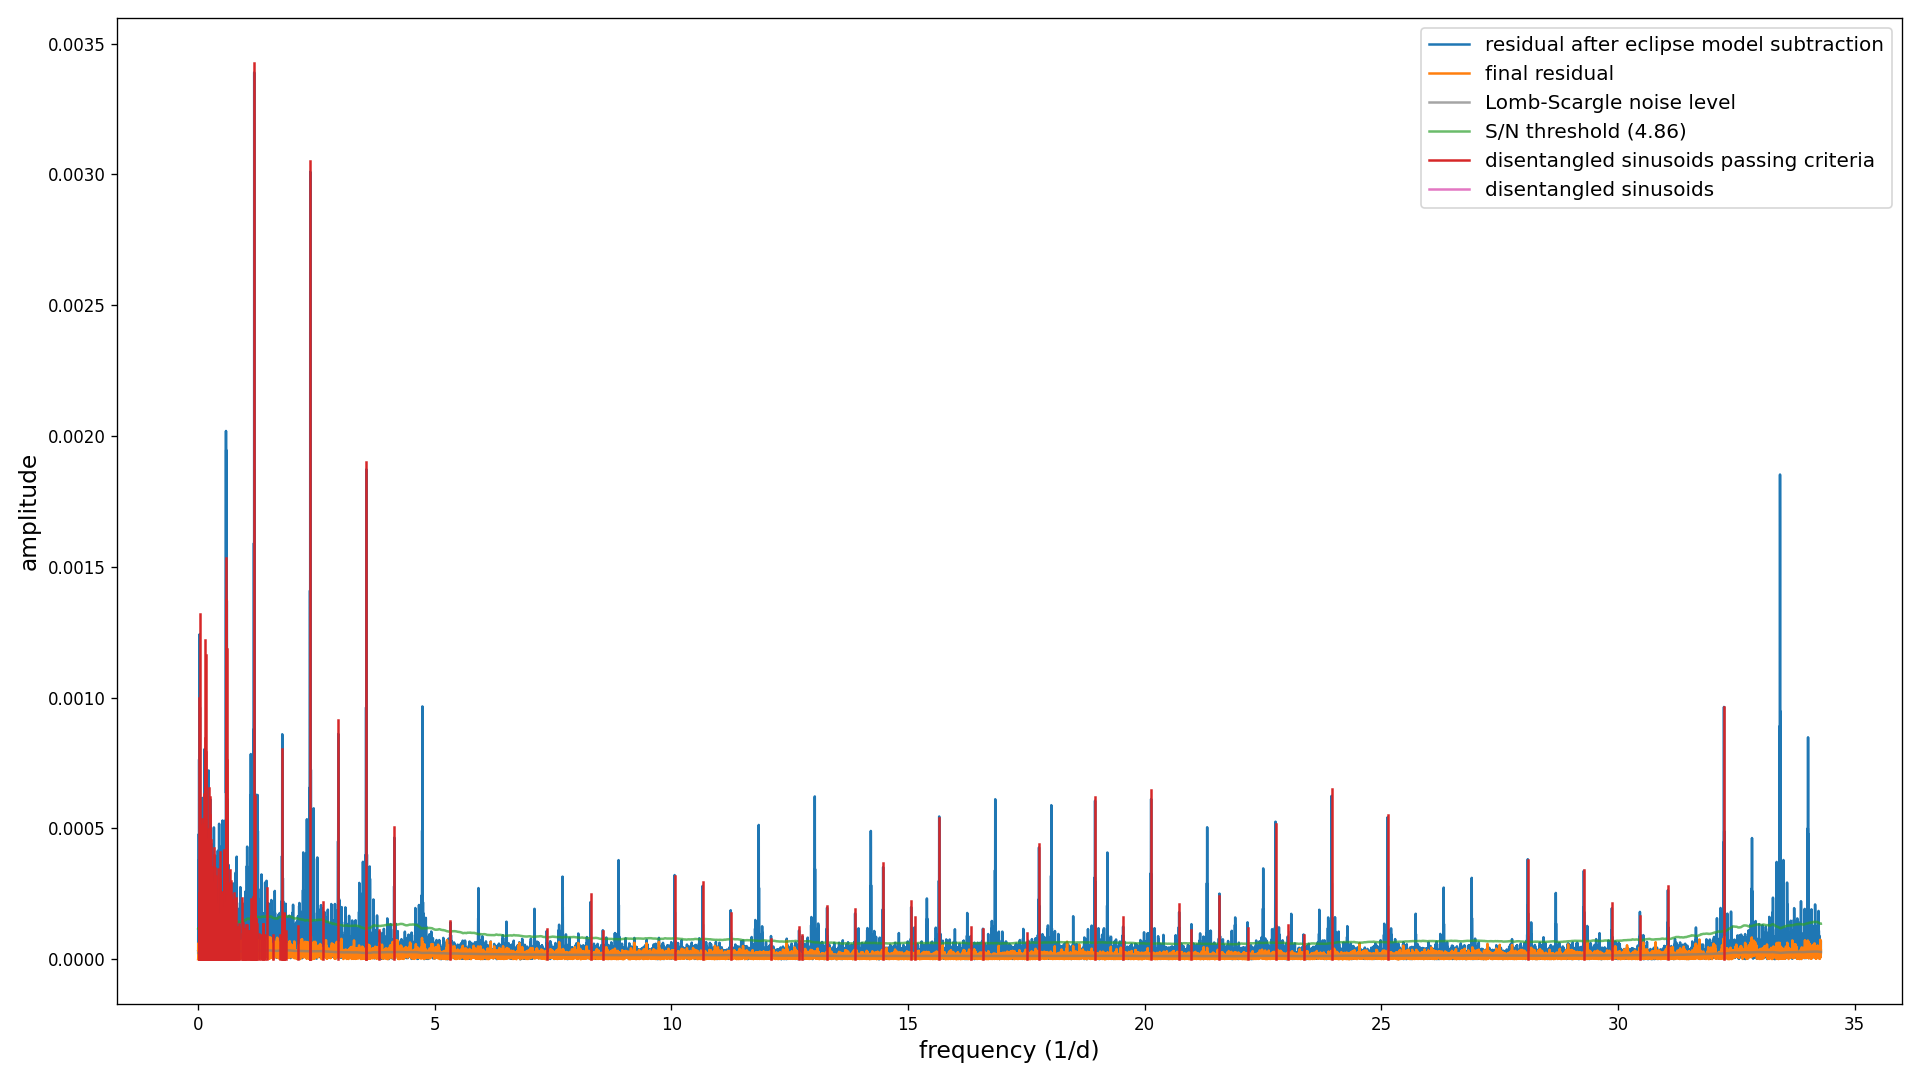 0.0035
0.0030
0.0025
0.0020
0.0015
0.0010
0.0005
0.0000
amplitude
0 5 10 15 20 25 30 35
frequency (1/d)
residual after eclipse model subtraction
final residual
Lomb-Scargle noise level
S/N threshold (4.86)
disentangled sinusoids passing criteria
disentangled sinusoids